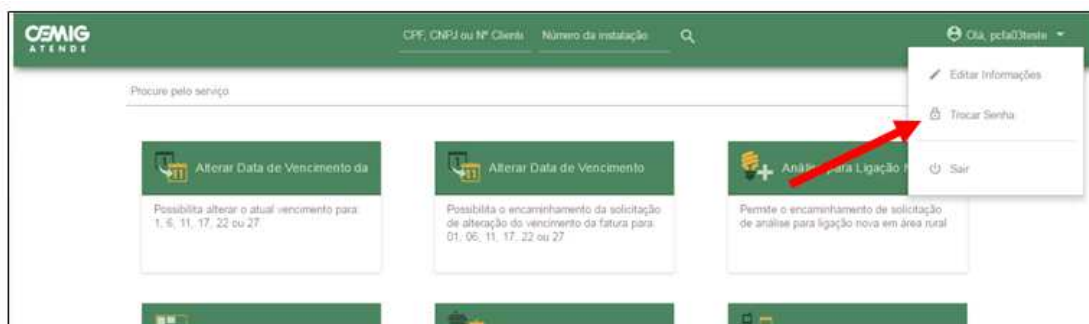 CEMIG
ATENDE
CPF, CNPJ ou Nº Cliente Número da instalação
Olá, pcfa03teste
Editar Informações
Trocar Senha
Sair
Procure pelo serviço
Alterar Data de Vencimento da
Possibilita alterar o atual vencimento para:
1, 6, 11, 17, 22 ou 27
Alterar Data de Vencimento
Possibilita o encaminhamento da solicitação
de alteração do vencimento da fatura para:
01, 06, 11, 17, 22 ou 27
Análise para Ligação
Permite o encaminhamento de solicitação
de análise para ligação nova em área rural